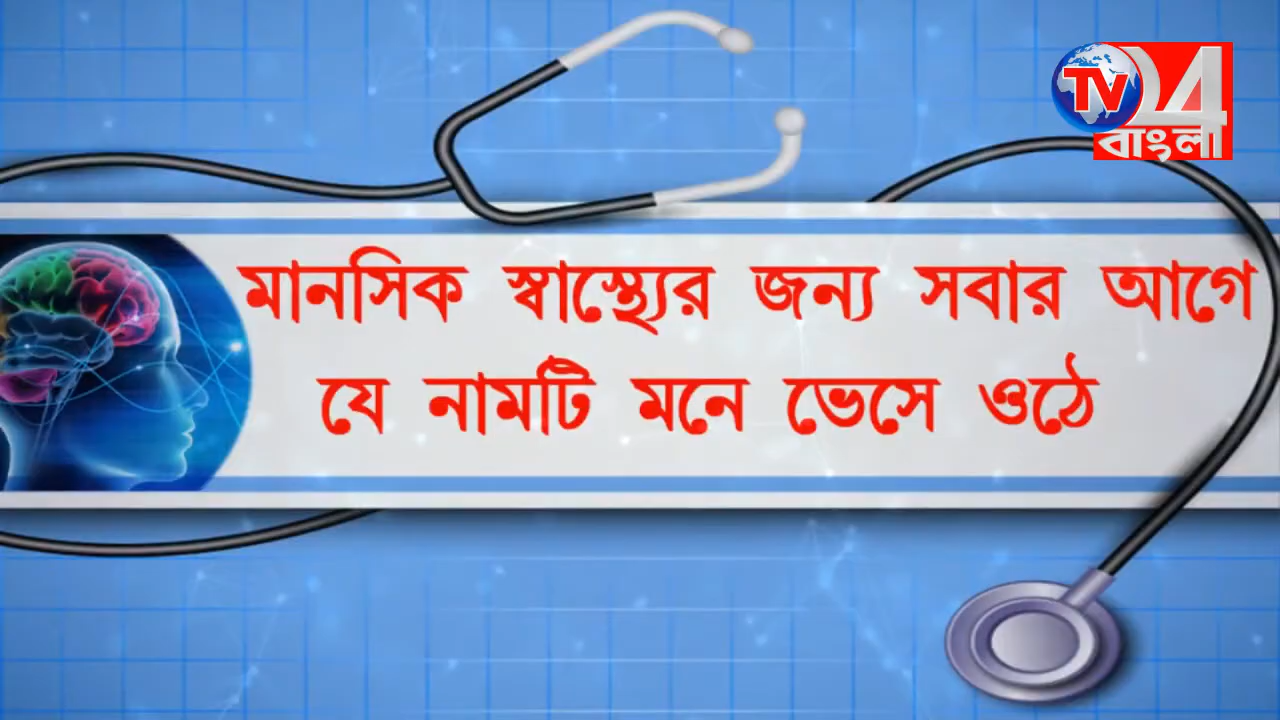 TV 24
বাংলা
মানসিক স্বাস্থ্যের জন্য সবার আগে
যে নামটি মনে ভেসে ওঠে